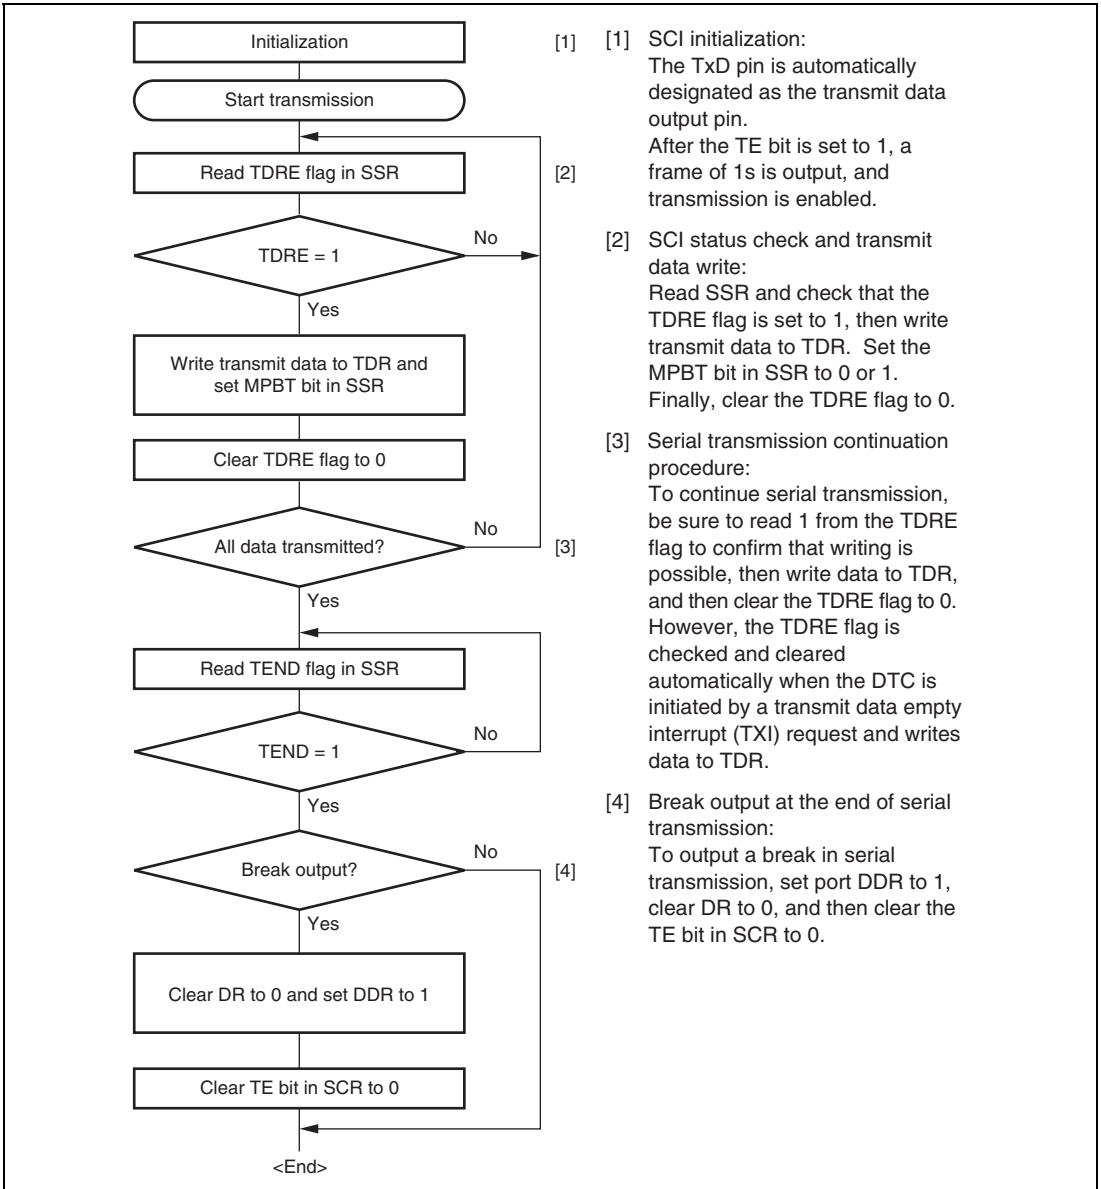 Initialization
[1]
Start transmission
Read TDRE flag in SSR
[2]
TDRE = 1
No
Yes
Write transmit data to TDR and
set MPBT bit in SSR
Clear TDRE flag to 0
All data transmitted?
No
[3]
Yes
Read TEND flag in SSR
TEND = 1
No
Yes
Break output?
No
[4]
Yes
Clear DR to 0 and set DDR to 1
Clear TE bit in SCR to 0
<End>
[1] SCI initialization:
The TxD pin is automatically
designated as the transmit data
output pin.
After the TE bit is set to 1, a
frame of 1s is output, and
transmission is enabled.
[2] SCI status check and transmit
data write:
Read SSR and check that the
TDRE flag is set to 1, then write
transmit data to TDR. Set the
MPBT bit in SSR to 0 or 1.
Finally, clear the TDRE flag to 0.
[3] Serial transmission continuation
procedure:
To continue serial transmission,
be sure to read 1 from the TDRE
flag to confirm that writing is
possible, then write data to TDR,
and then clear the TDRE flag to 0.
However, the TDRE flag is
checked and cleared
automatically when the DTC is
initiated by a transmit data empty
interrupt (TXI) request and writes
data to TDR.
[4] Break output at the end of serial
transmission:
To output a break in serial
transmission, set port DDR to 1,
clear DR to 0, and then clear the
TE bit in SCR to 0.